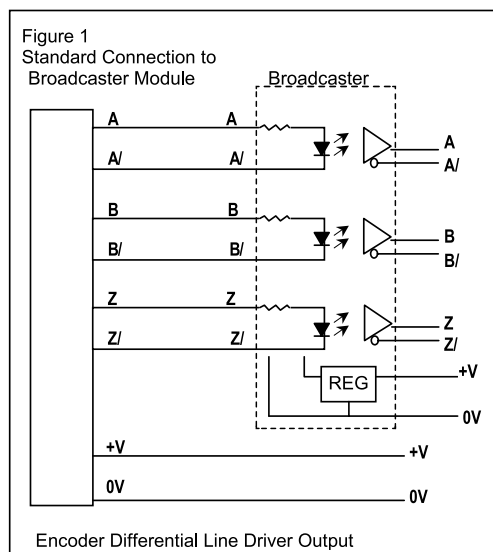 Figure 1
Standard Connection to
Broadcaster Module
Broadcaster
A A A
A/ A/ A/
B B B
B/ B/ B/
Z Z Z
Z/ Z/ Z/
REG +V
0V
+V +V
0V 0V
Encoder Differential Line Driver Output